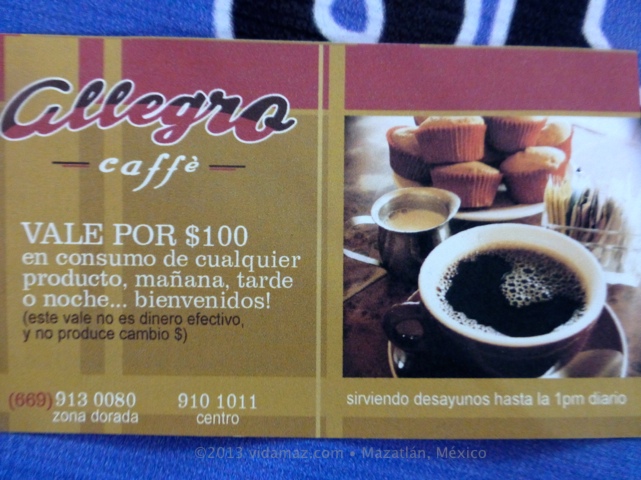 allegro
caffè
VALE POR $100
en consumo de cualquier
producto, mañana, tarde
o noche... bienvenidos!
(este vale no es dinero efectivo,
y no produce cambio $)
(669) 913 0080
zona dorada
910 1011
centro
sirviendo desayunos hasta la 1pm diario
©2013 vidamaz.com • Mazatlán, México